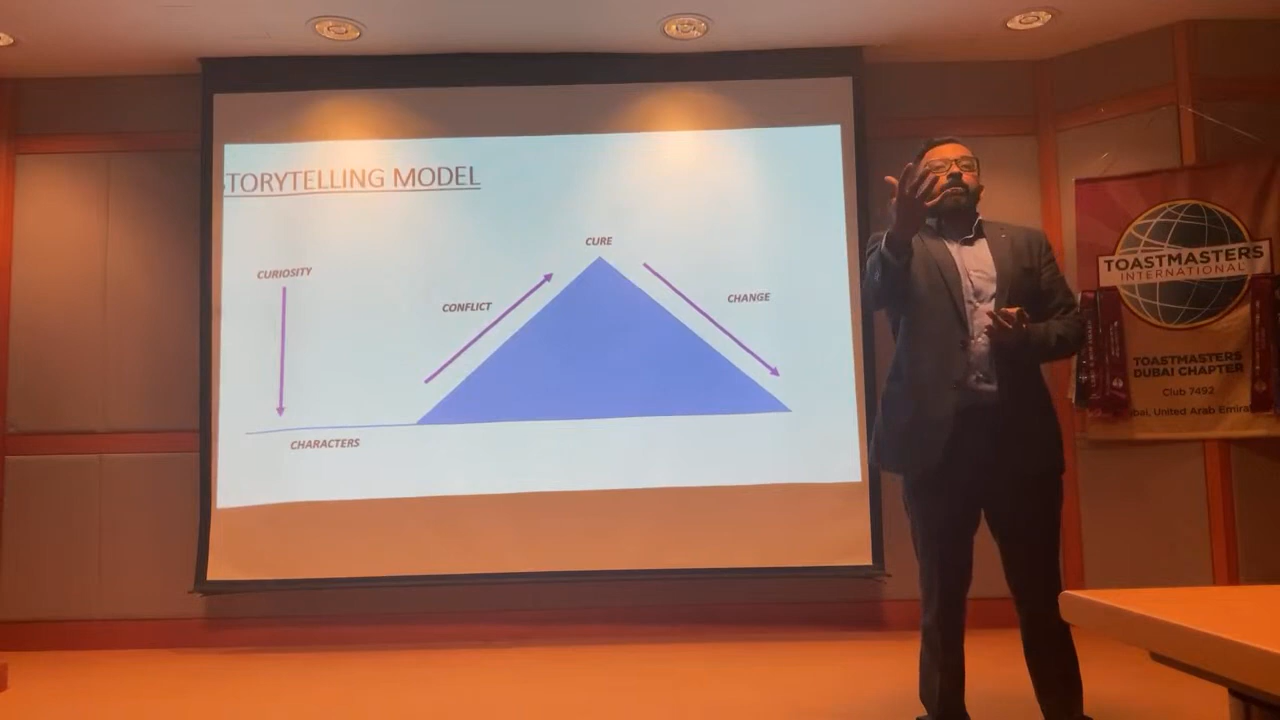 TORYTELLING MODEL
CURE
CURIOSITY
CONFLICT
CHANGE
CHARACTERS
TOASTMASTERS
INTERNATIONAL
TOASTMASTERS
DUBAI CHAPTER
Club 7492
bai, United Arab Emira